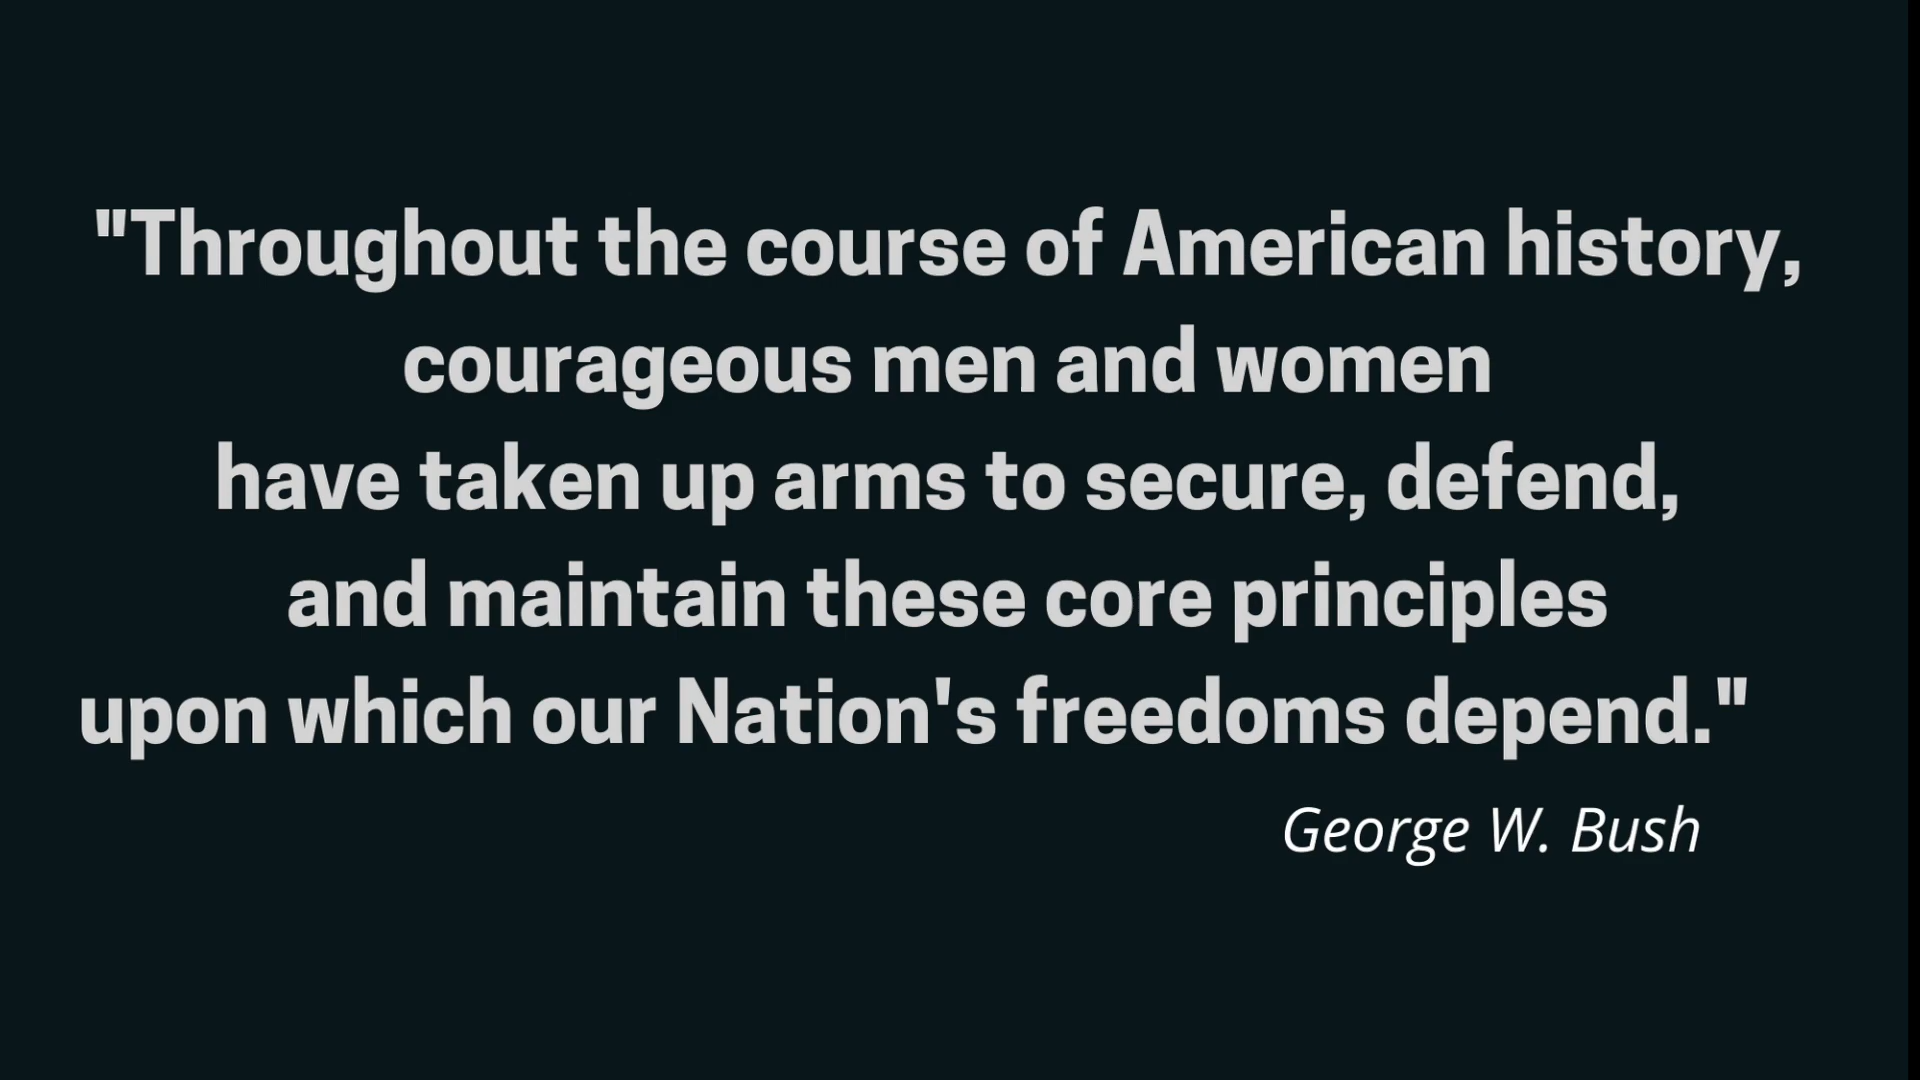 "Throughout the course of American history,
courageous men and women
have taken up arms to secure, defend,
and maintain these core principles
upon which our Nation's freedoms depend."
George W. Bush